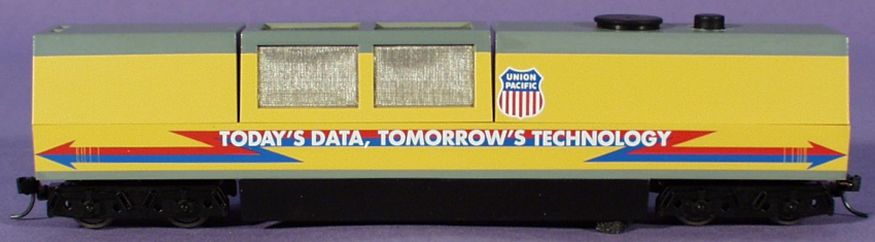 UNION
PACIFIC
TODAY'S DATA, TOMORROW'S TECHNOLOGY